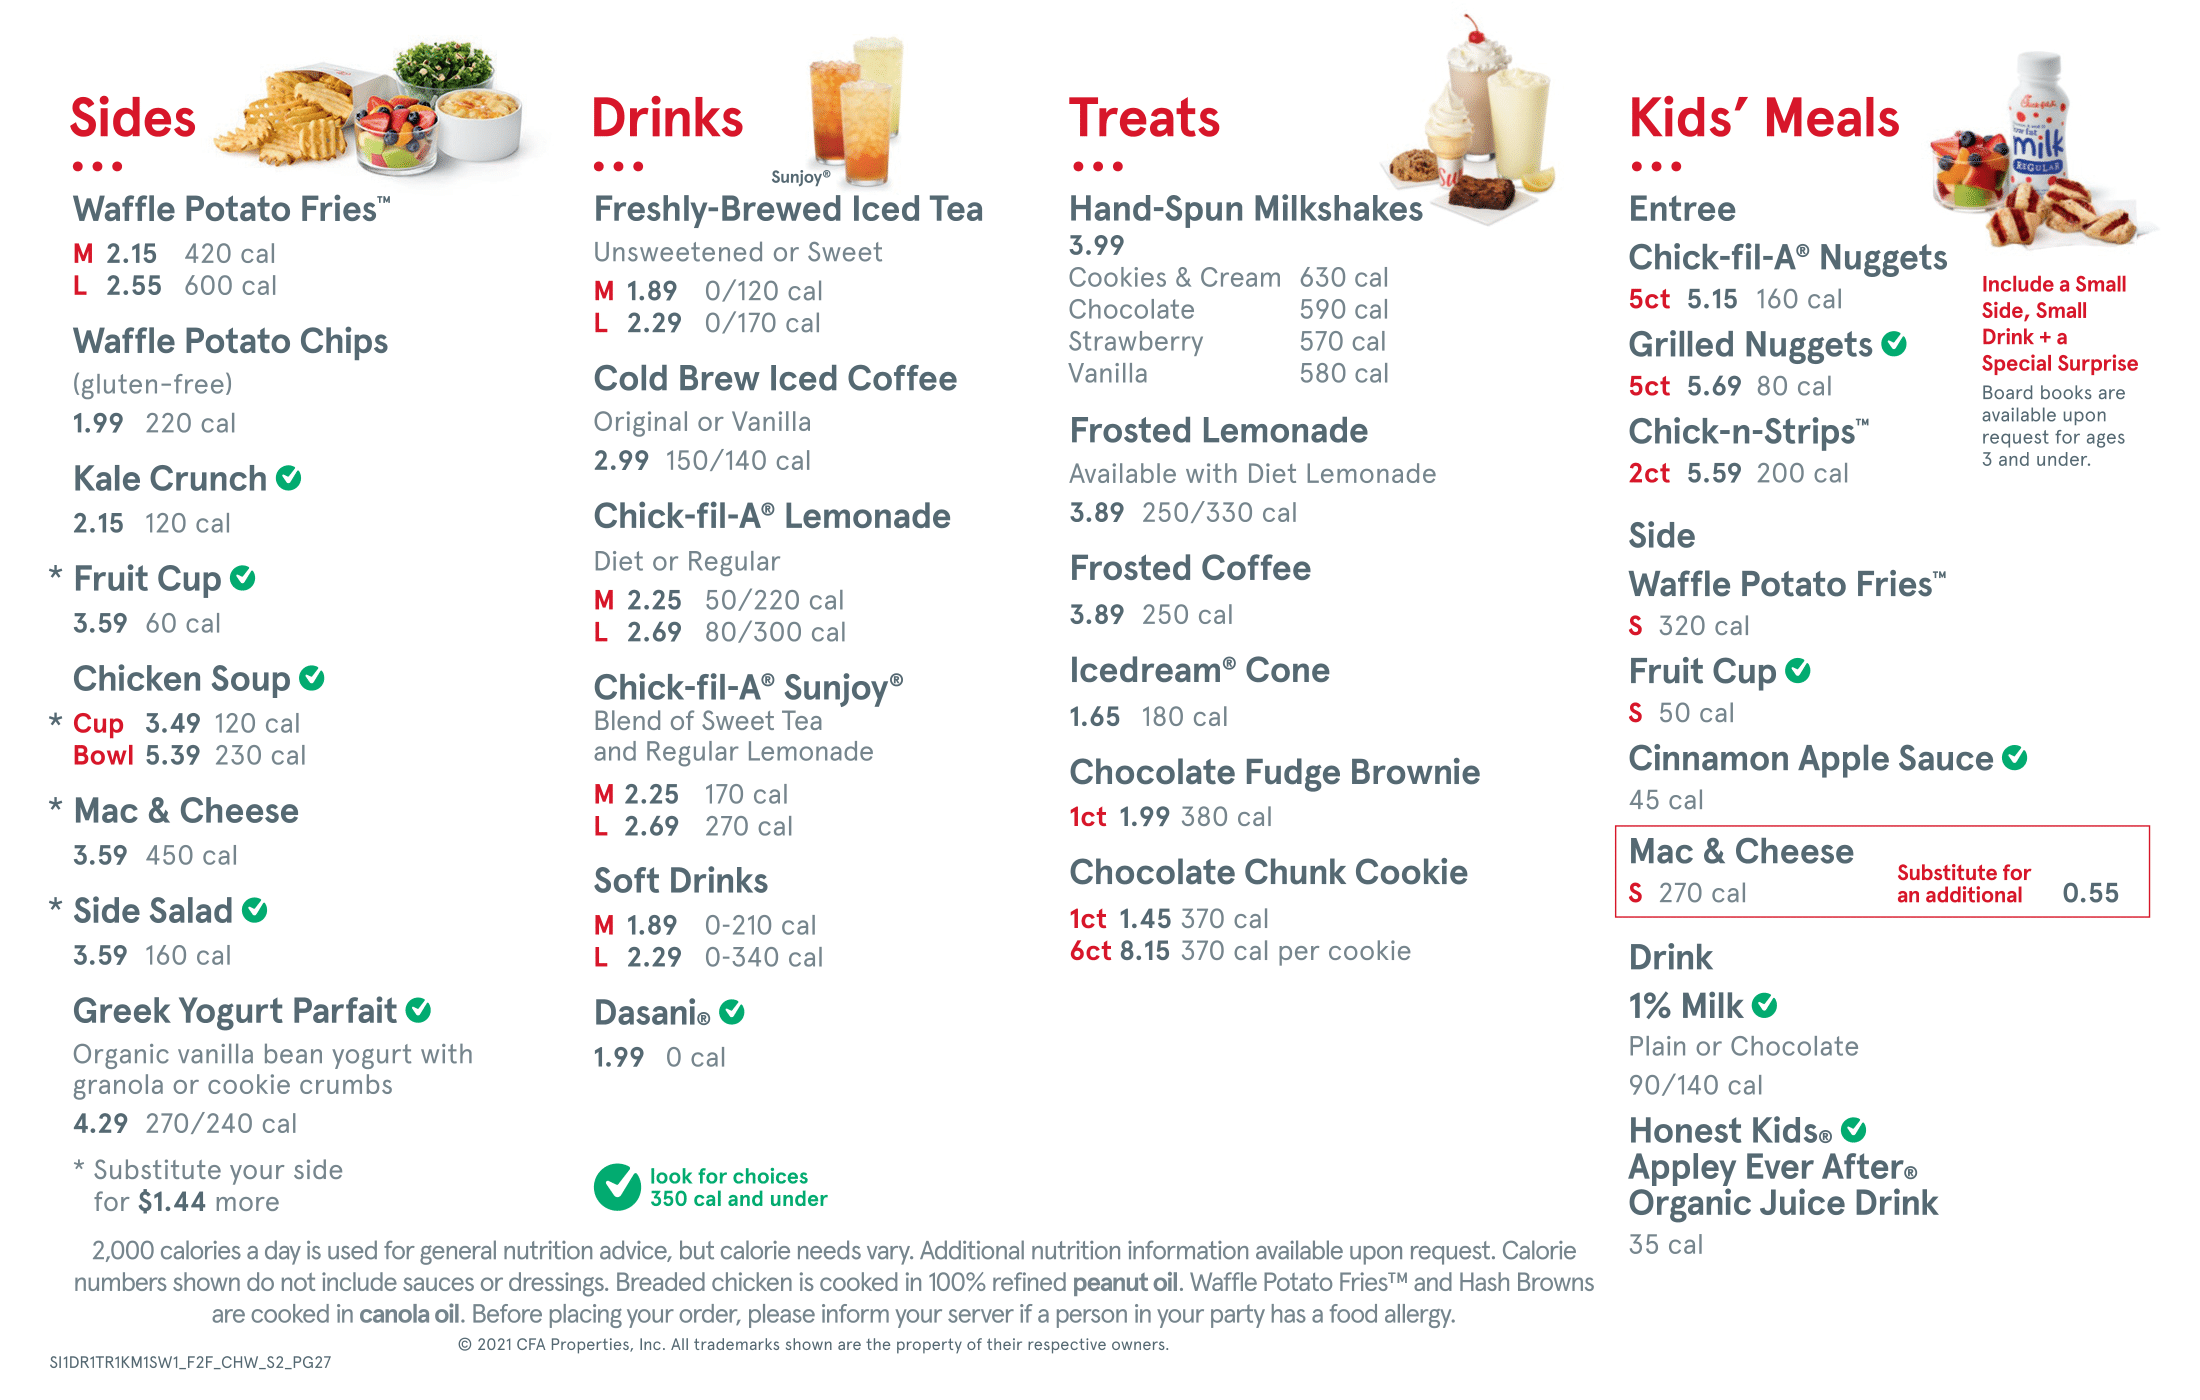 Sides
Waffle Potato Fries™
M 2.15 420 cal
L 2.55 600 cal
Waffle Potato Chips
(gluten-free)
1.99 220 cal
Kale Crunch
2.15 120 cal
* Fruit Cup
3.59 60 cal
Chicken Soup
* Cup 3.49 120 cal
Bowl 5.39 230 cal
* Mac & Cheese
3.59 450 cal
* Side Salad
3.59 160 cal
Greek Yogurt Parfait
Organic vanilla bean yogurt with
granola or cookie crumbs
4.29 270/240 cal
* Substitute your side
for $1.44 more
Drinks
Sunjoy®
Freshly-Brewed Iced Tea
Unsweetened or Sweet
M 1.89 0/120 cal
L 2.29 0/170 cal
Cold Brew Iced Coffee
Original or Vanilla
2.99 150/140 cal
Chick-fil-A® Lemonade
Diet or Regular
M 2.25 50/220 cal
L 2.69 80/300 cal
Chick-fil-A® Sunjoy®
Blend of Sweet Tea
and Regular Lemonade
M 2.25 170 cal
L 2.69 270 cal
Soft Drinks
M 1.89 0-210 cal
L 2.29 0-340 cal
Dasani®
1.99 0 cal
look for choices
350 cal and under
Treats
Hand-Spun Milkshakes
3.99
Cookies & Cream 630 cal
Chocolate 590 cal
Strawberry 570 cal
Vanilla 580 cal
Frosted Lemonade
Available with Diet Lemonade
3.89 250/330 cal
Frosted Coffee
3.89 250 cal
Icedream® Cone
1.65 180 cal
Chocolate Fudge Brownie
1ct 1.99 380 cal
Chocolate Chunk Cookie
1ct 1.45 370 cal
6ct 8.15 370 cal per cookie
Kids’ Meals
milk
REGULAR
Entree
Chick-fil-A® Nuggets
5ct 5.15 160 cal
Grilled Nuggets
5ct 5.69 80 cal
Chick-n-Strips™
2ct 5.59 200 cal
Include a Small
Side, Small
Drink + a
Special Surprise
Board books are
available upon
request for ages
3 and under.
Side
Waffle Potato Fries™
S 320 cal
Fruit Cup
S 50 cal
Cinnamon Apple Sauce
45 cal
Mac & Cheese
S 270 cal
Substitute for
an additional 0.55
Drink
1% Milk
Plain or Chocolate
90/140 cal
Honest Kids®
Appley Ever After®
Organic Juice Drink
35 cal
2,000 calories a day is used for general nutrition advice, but calorie needs vary. Additional nutrition information available upon request. Calorie
numbers shown do not include sauces or dressings. Breaded chicken is cooked in 100% refined peanut oil. Waffle Potato Fries™ and Hash Browns
are cooked in canola oil. Before placing your order, please inform your server if a person in your party has a food allergy.
© 2021 CFA Properties, Inc. All trademarks shown are the property of their respective owners.
SI1DR1TR1KM1SW1_F2F_CHW_S2_PG27